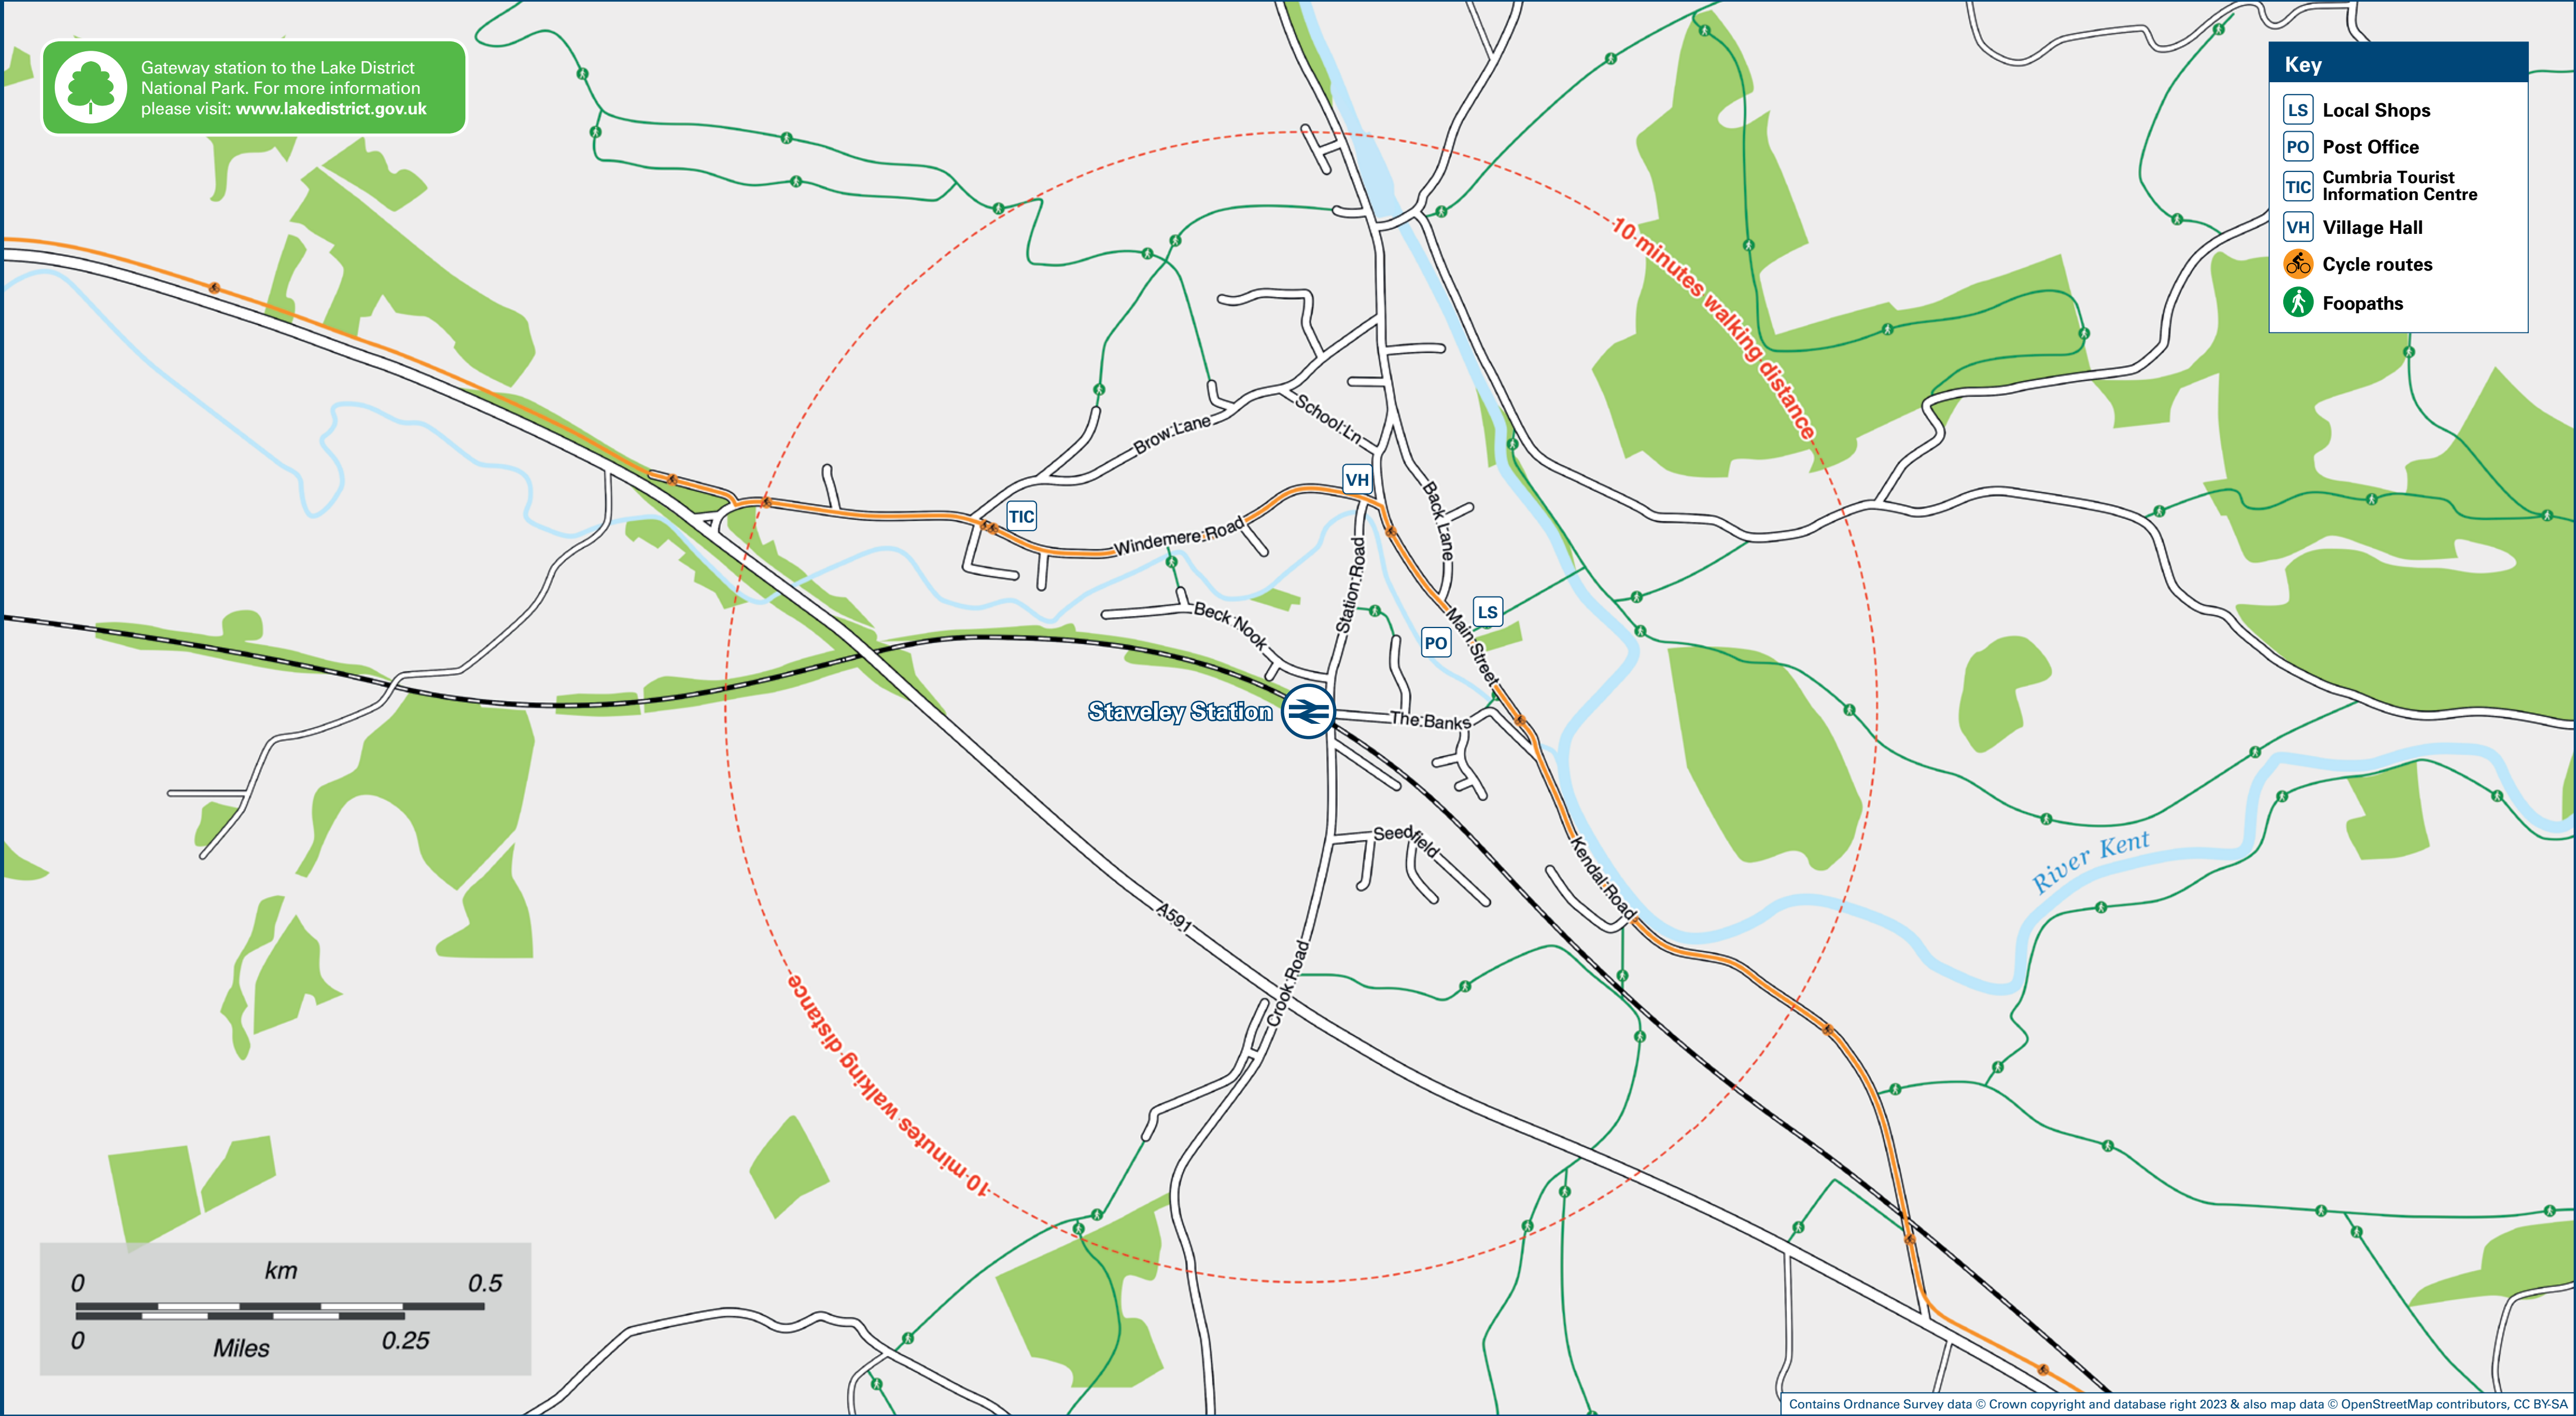 Gateway station to the Lake District
National Park. For more information
please visit: www.lakedistrict.gov.uk
Key
LS Local Shops
PO Post Office
TIC Cumbria Tourist
Information Centre
VH Village Hall
Cycle routes
Foopaths
10 minutes walking distance
School Ln
Brow Lane
VH
Back Lane
TIC
Windemere Road
Station Road
LS
Beck Nook
PO
Main Street
Staveley Station
The Banks
Seedfield
Kendal Road
River Kent
A591
Crook Road
10 minutes walking distance
km
0 0.5
0 0.25
Miles
Contains Ordnance Survey data © Crown copyright and database right 2023 & also map data © OpenStreetMap contributors, CC BY-SA